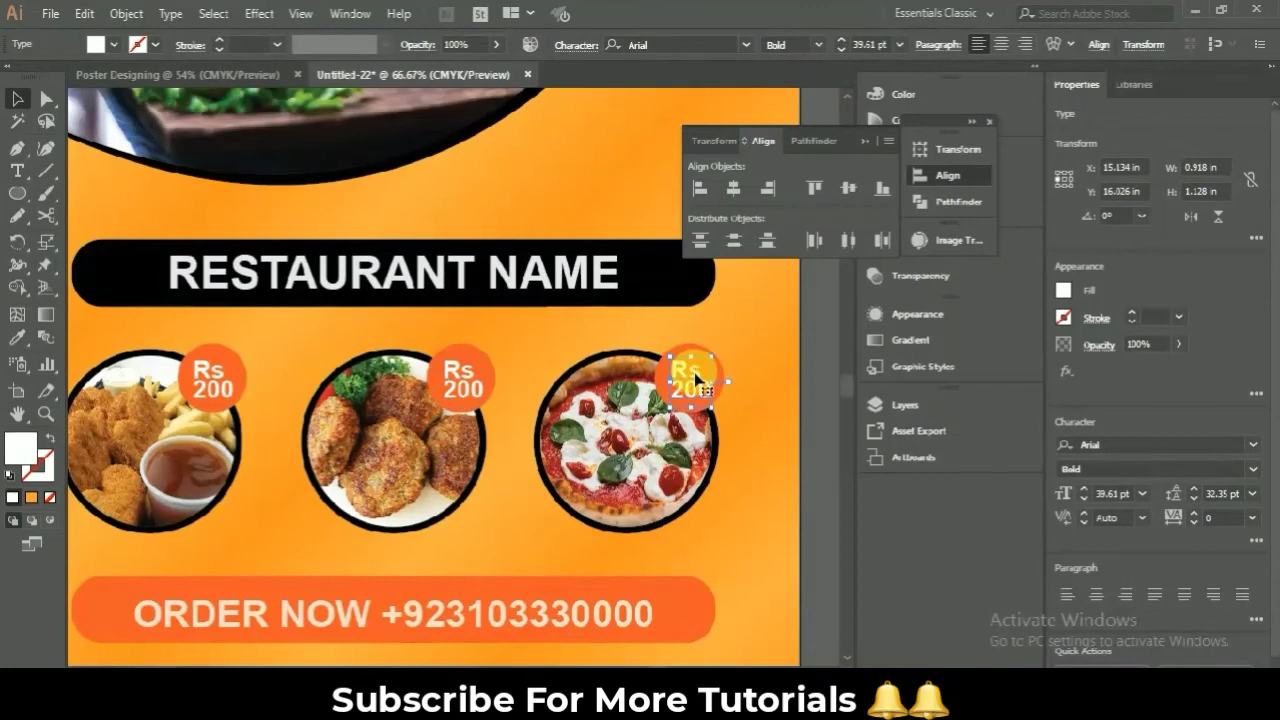 Ai File Edit Object Type Select Effect View Window Help Br St Essentials Classic Search Adobe Stock
Type Stroke: Opacity: 100% Character: Arial Bold 39.61 pt Paragraph: Align Transform
Poster Designing @ 54% (CMYK/Preview) × Untitled-22* @ 66.67% (CMYK/Preview) ×
Color
Transform Align Pathfinder
Align Objects:
Distribute Objects:
Transform
Align
Pathfinder
Image Tr...
Transparency
Appearance
Gradient
Graphic Styles
Layers
Asset Export
Artboards
Properties Libraries
Type
Transform
X: 15.134 in W: 0.918 in
Y: 16.026 in H: 1.128 in
0°
Appearance
Fill
Stroke
Opacity 100%
fx.
Character
Arial
Bold
39.61 pt 32.35 pt
Auto 0
Paragraph
Quick Actions
RESTAURANT NAME
Rs
200
Rs
200
Rs
200
ORDER NOW +923103330000
Activate Windows
Go to PC settings to activate Windows.
Subscribe For More Tutorials 🔔🔔